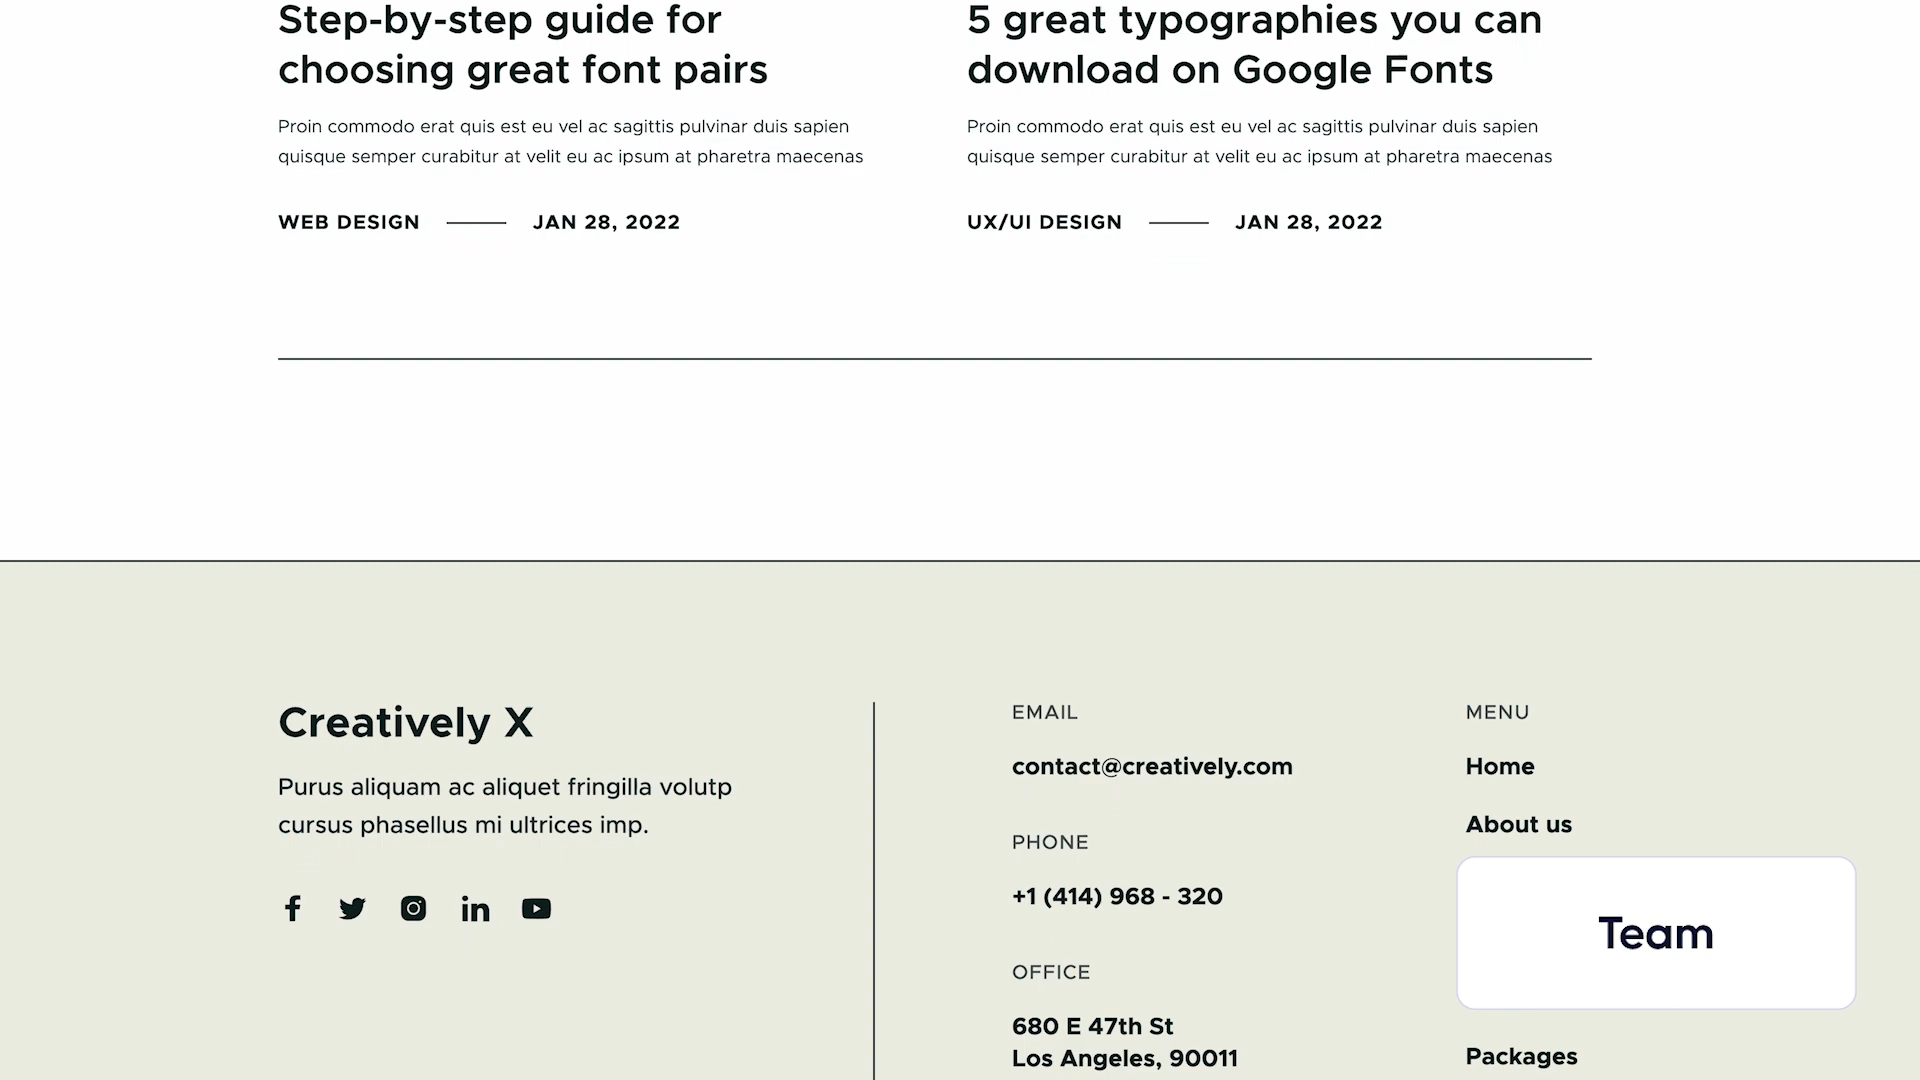 Step-by-step guide for
choosing great font pairs
Proin commodo erat quis est eu vel ac sagittis pulvinar duis sapien
quisque semper curabitur at velit eu ac ipsum at pharetra maecenas
WEB DESIGN
JAN 28, 2022
5 great typographies you can
download on Google Fonts
Proin commodo erat quis est eu vel ac sagittis pulvinar duis sapien
quisque semper curabitur at velit eu ac ipsum at pharetra maecenas
UX/UI DESIGN
JAN 28, 2022
Creatively X
Purus aliquam ac aliquet fringilla volutp
cursus phasellus mi ultrices imp.
EMAIL
contact@creatively.com
PHONE
+1 (414) 968 - 320
OFFICE
680 E 47th St
Los Angeles, 90011
MENU
Home
About us
Team
Packages